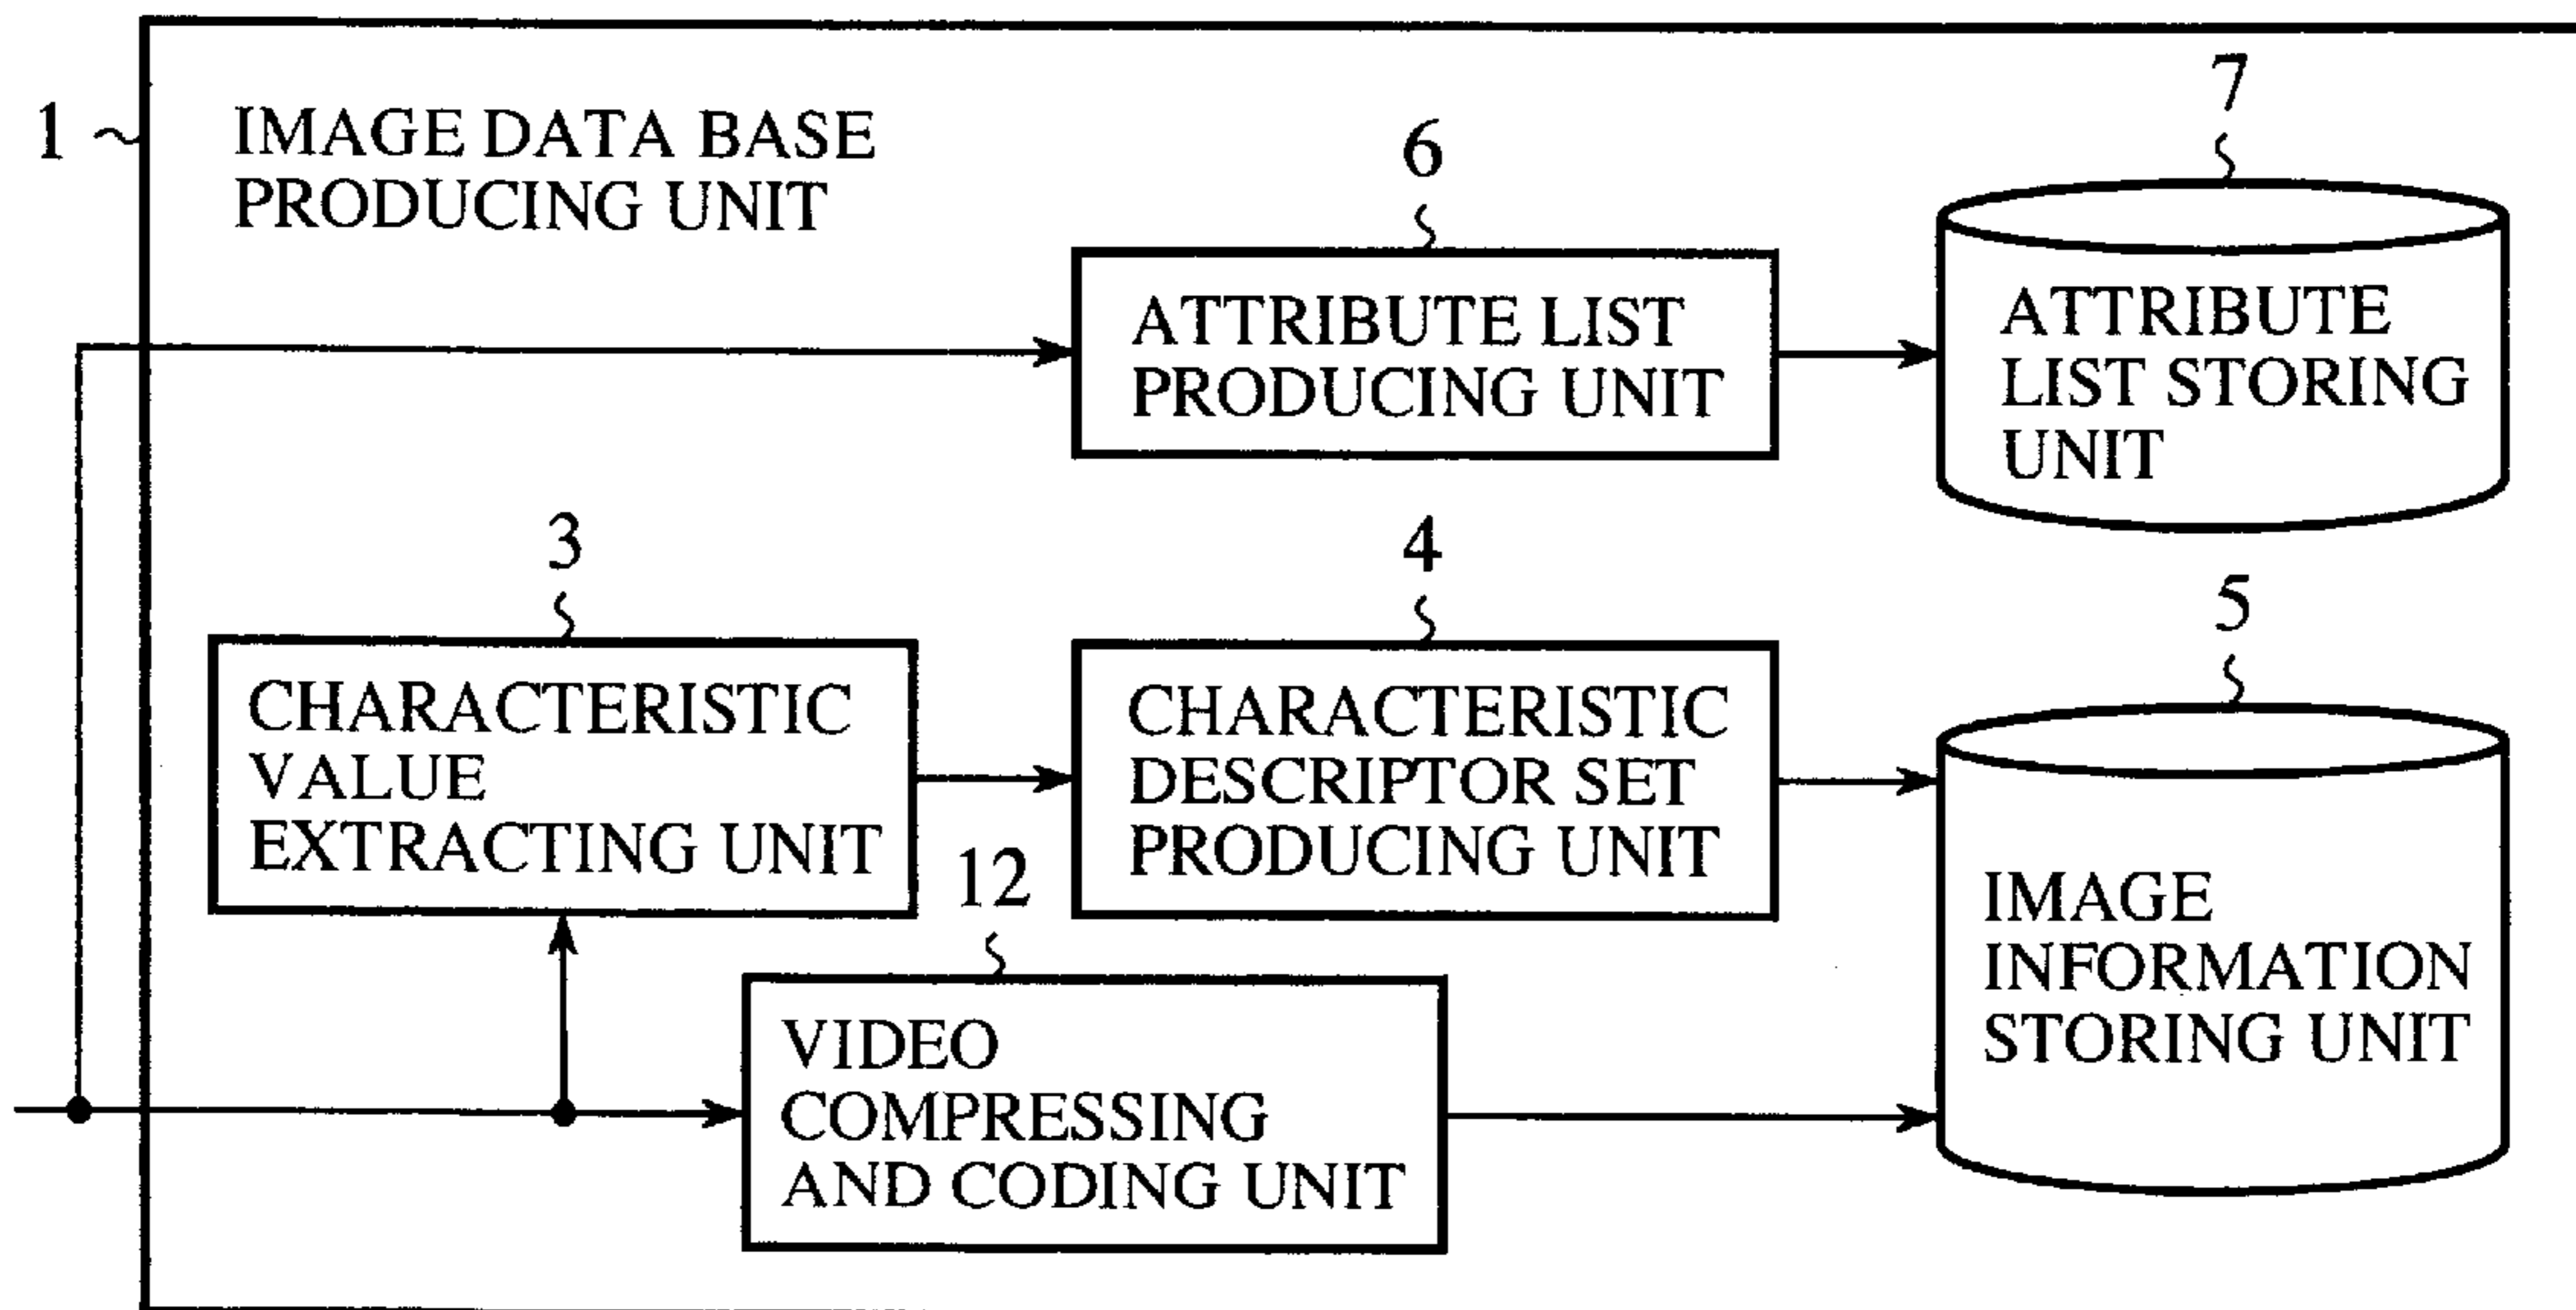 1
IMAGE DATA BASE
PRODUCING UNIT
6
ATTRIBUTE LIST
PRODUCING UNIT
7
ATTRIBUTE
LIST STORING
UNIT
3
CHARACTERISTIC
VALUE
EXTRACTING UNIT
4
CHARACTERISTIC
DESCRIPTOR SET
PRODUCING UNIT
5
IMAGE
INFORMATION
STORING UNIT
12
VIDEO
COMPRESSING
AND CODING UNIT